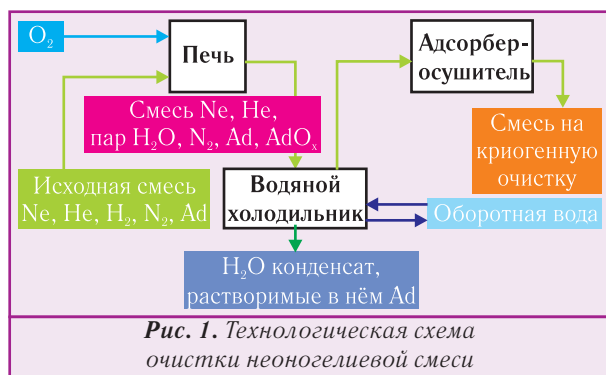 O₂
Печь
Адсорбер-
осушитель
Смесь Ne, He,
пар H₂O, N₂, Ad, AdOₓ
Смесь на
криогенную
очистку
Исходная смесь
Ne, He, H₂, N₂, Ad
Водяной
холодильник
Оборотная вода
H₂O конденсат,
растворимые в нём Ad
Рис. 1. Технологическая схема
очистки неоногелиевой смеси